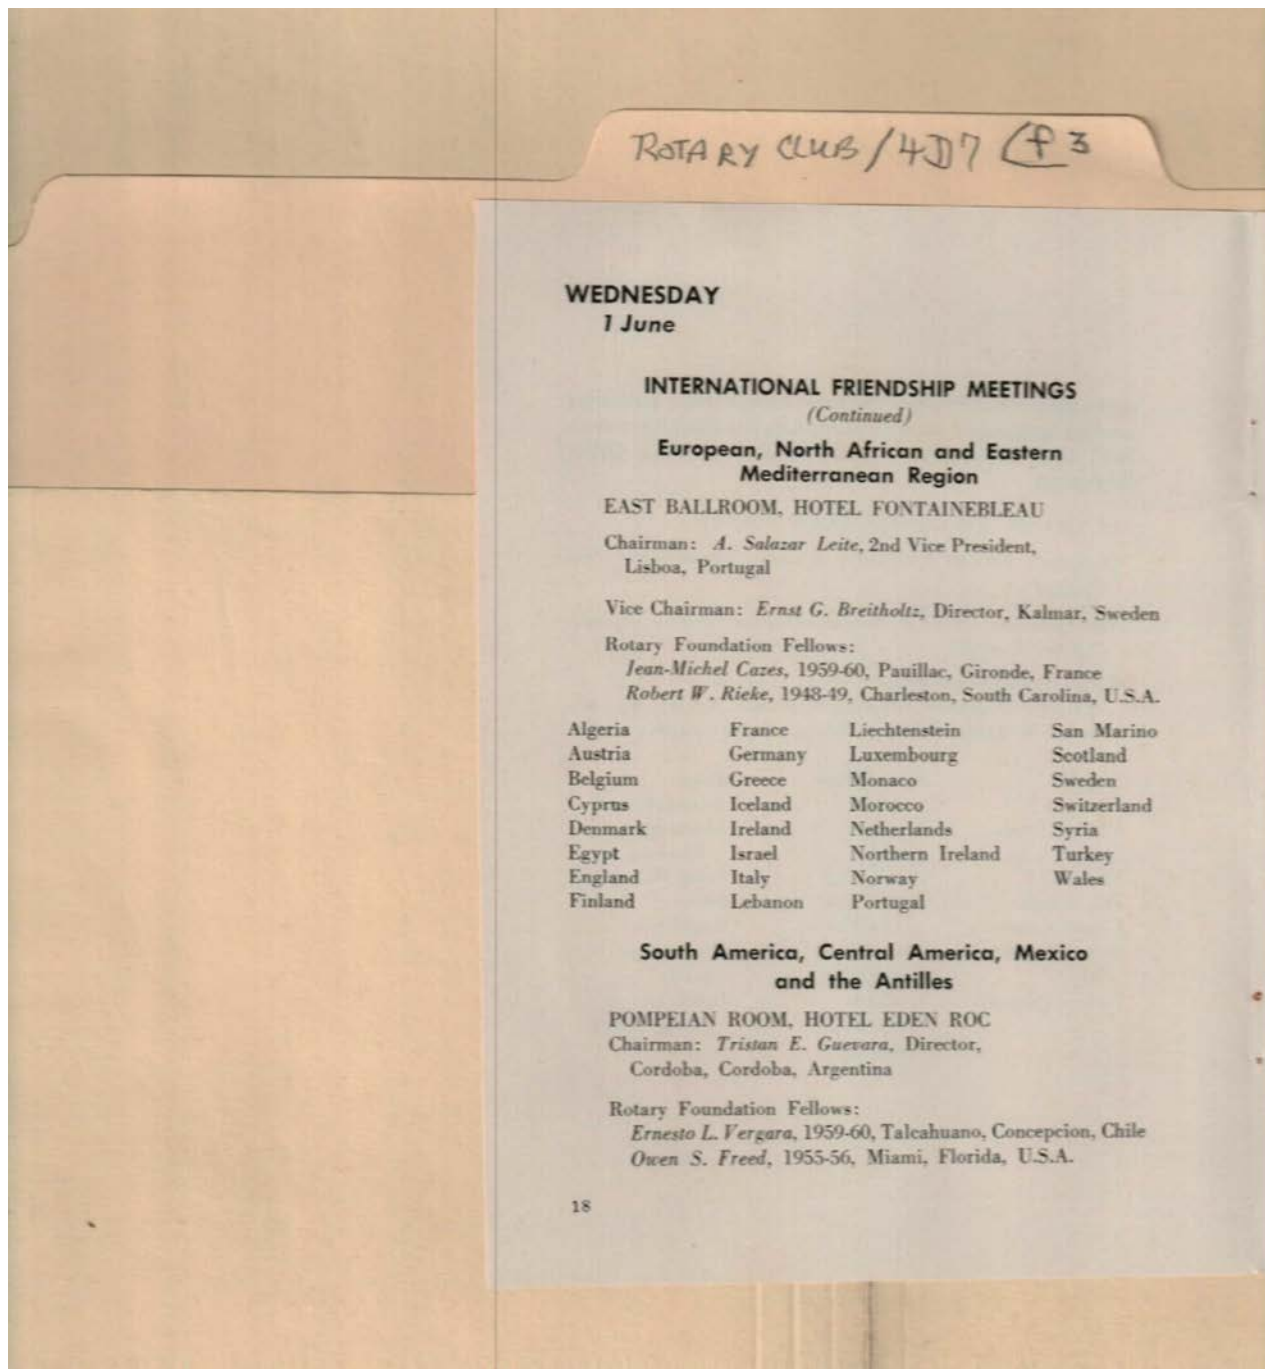 ROTARY CLUB/4D7 f3
WEDNESDAY
1 June
INTERNATIONAL FRIENDSHIP MEETINGS
(Continued)
European, North African and Eastern
Mediterranean Region
EAST BALLROOM, HOTEL FONTAINEBLEAU
Chairman: A. Salazar Leite, 2nd Vice President,
Lisboa, Portugal
Vice Chairman: Ernst G. Breitholtz, Director, Kalmar, Sweden
Rotary Foundation Fellows:
Jean-Michel Cazes, 1959-60, Pauillac, Gironde, France
Robert W. Rieke, 1948-49, Charleston, South Carolina, U.S.A.
Algeria France Liechtenstein San Marino
Austria Germany Luxembourg Scotland
Belgium Greece Monaco Sweden
Cyprus Iceland Morocco Switzerland
Denmark Ireland Netherlands Syria
Egypt Israel Northern Ireland Turkey
England Italy Norway Wales
Finland Lebanon Portugal
South America, Central America, Mexico
and the Antilles
POMPEIAN ROOM, HOTEL EDEN ROC
Chairman: Tristan E. Guevara, Director,
Cordoba, Cordoba, Argentina
Rotary Foundation Fellows:
Ernesto L. Vergara, 1959-60, Talcahuano, Concepcion, Chile
Owen S. Freed, 1955-56, Miami, Florida, U.S.A.
18